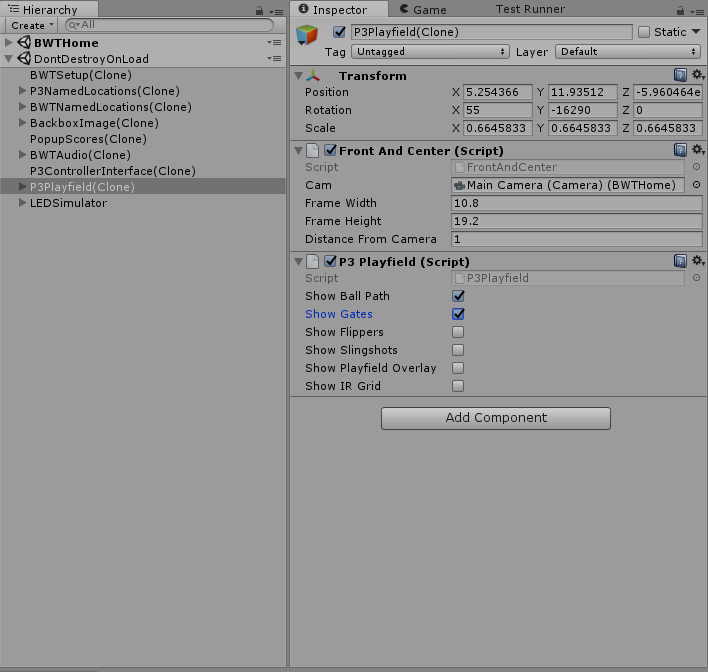 Hierarchy
Create
All
BWTHome
DontDestroyOnLoad
BWTSetup(Clone)
P3NamedLocations(Clone)
BWTNamedLocations(Clone)
BackboxImage(Clone)
PopupScores(Clone)
BWTAudio(Clone)
P3ControllerInterface(Clone)
P3Playfield(Clone)
LEDSimulator
Inspector Game Test Runner
P3Playfield(Clone) Static
Tag Untagged Layer Default
Transform
Position X 5.254366 Y 11.93512 Z -5.960464e
Rotation X 55 Y -16290 Z 0
Scale X 0.6645833 Y 0.6645833 Z 0.6645833
Front And Center (Script)
Script FrontAndCenter
Cam Main Camera (Camera) (BWTHome)
Frame Width 10.8
Frame Height 19.2
Distance From Camera 1
P3 Playfield (Script)
Script P3Playfield
Show Ball Path
Show Gates
Show Flippers
Show Slingshots
Show Playfield Overlay
Show IR Grid
Add Component